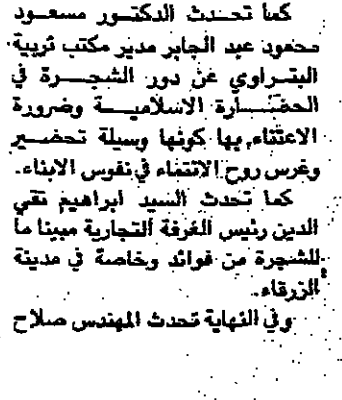 كما تحدث الدكتور مسعود
محمود عبد الجابر مدير مكتب تربية
البتراوي عن دور الشجرة في
الحضارة الاسلامية وضرورة
الاعتناء بها كونها وسيلة تحضير
وغرس روح الانتماء في نفوس الابناء.
كما تحدث السيد ابراهيم تقي
الدين رئيس الغرفة التجارية مبينا ما
للشجرة من فوائد وخاصة في مدينة
الزرقاء.
وفي النهاية تحدث المهندس صلاح